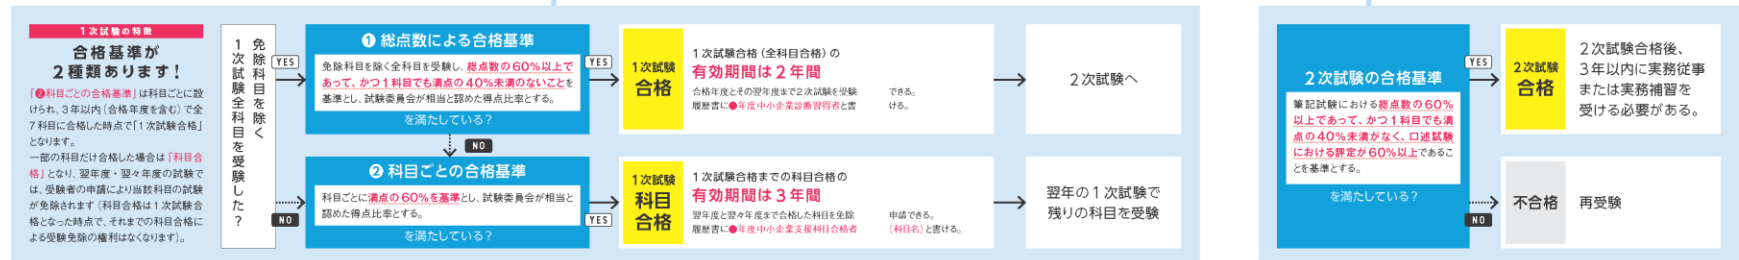 1次試験の特徴
合格基準が
2種類あります！
「❷科目ごとの合格基準」は科目ごとに設
けられ、3年以内（合格年度を含む）で全
7科目に合格した時点で「1次試験合格」
となります。
一部の科目だけ合格した場合は「科目合
格」となり、翌年度・翌々年度の試験で
は、受験者の申請により当該科目の試験
が免除されます（科目合格は1次試験合
格となった時点で、それまでの科目合格に
よる受験免除の権利はなくなります）。
免除科目を除く
1次試験全科目を受験した？
YES
NO
❶ 総点数による合格基準
免除科目を除く全科目を受験し、総点数の60%以上で
あって、かつ1科目でも満点の40%未満のないことを
基準とし、試験委員会が相当と認めた得点比率とする。
を満たしている？
YES
NO
1次試験
合格
1次試験合格（全科目合格）の
有効期間は2年間
合格年度とその翌年度まで2次試験を受験 できる。
履歴書に●年度中小企業診断習得者と書 ける。
2次試験へ
❷ 科目ごとの合格基準
科目ごとに満点の60%を基準とし、試験委員会が相当と
認めた得点比率とする。
を満たしている？
YES
1次試験
科目
合格
1次試験合格までの科目合格の
有効期間は3年間
翌年度と翌々年度まで合格した科目を免除 申請できる。
履歴書に●年度中小企業支援科目合格者 （科目名）と書ける。
翌年の1次試験で
残りの科目を受験
2次試験の合格基準
筆記試験における総点数の60%
以上であって、かつ1科目でも満
点の40%未満がなく、口述試験
における評定が60%以上であるこ
とを基準とする。
を満たしている？
YES
2次試験
合格
2次試験合格後、
3年以内に実務従事
または実務補習を
受ける必要がある。
NO
不合格
再受験